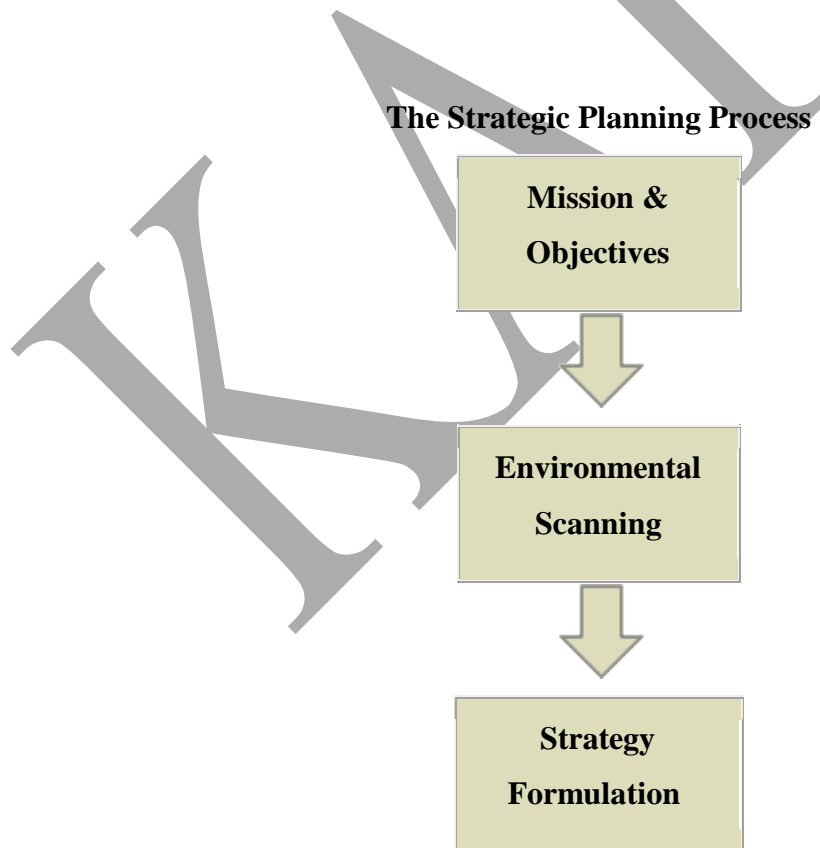 The Strategic Planning Process
Mission &
Objectives
Environmental
Scanning
Strategy
Formulation